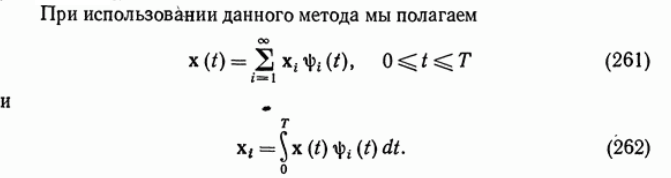 При использовании данного метода мы полагаем
x (t) = ∑_{i=1}^{∞} x_i ψ_i (t), 0 ⩽ t ⩽ T (261)
и
x_i = ∫_0^T x (t) ψ_i (t) dt. (262)